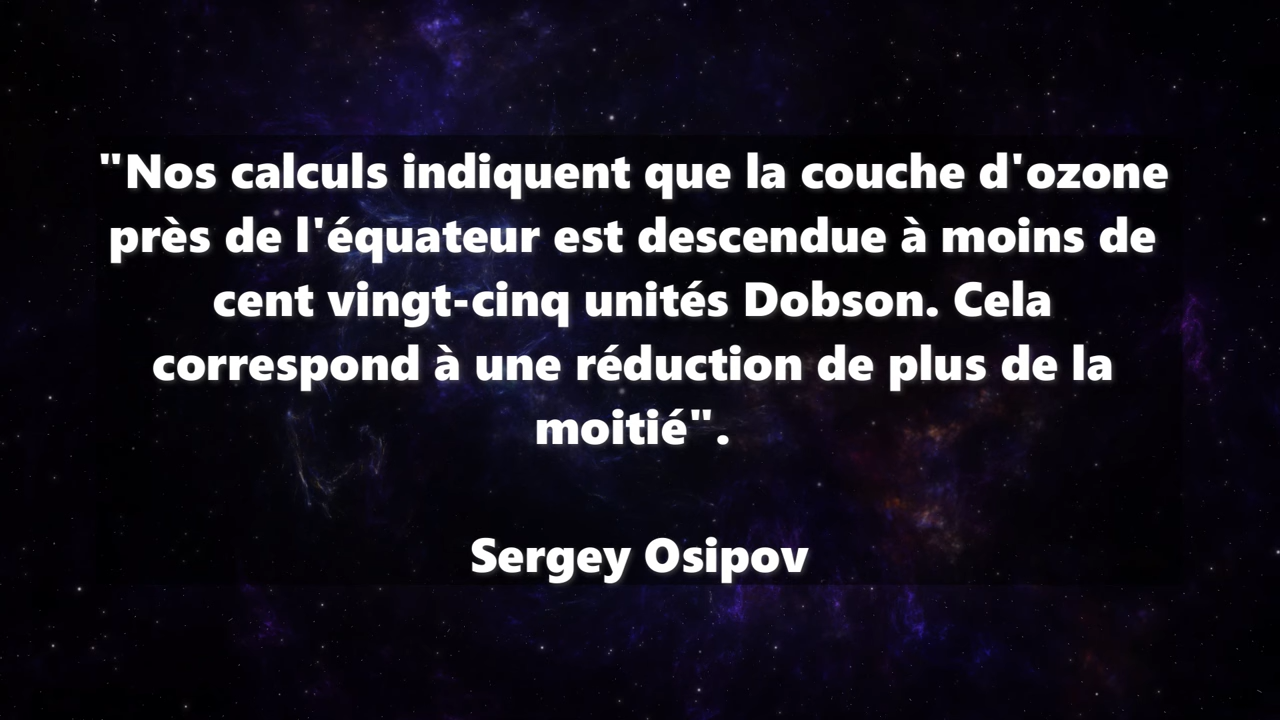 "Nos calculs indiquent que la couche d'ozone
près de l'équateur est descendue à moins de
cent vingt-cinq unités Dobson. Cela
correspond à une réduction de plus de la
moitié".
Sergey Osipov